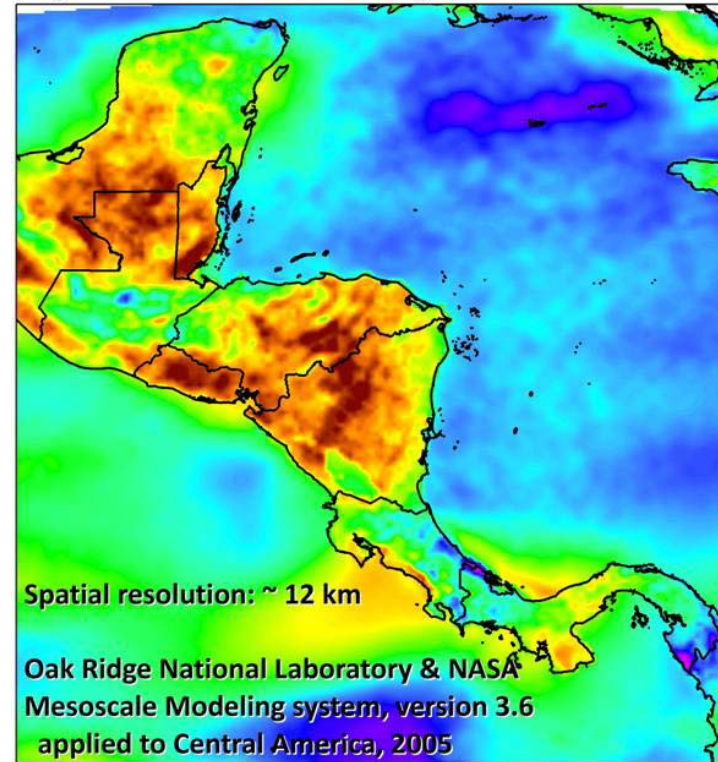 Spatial resolution: ~ 12 km
Oak Ridge National Laboratory & NASA
Mesoscale Modeling system, version 3.6
applied to Central America, 2005